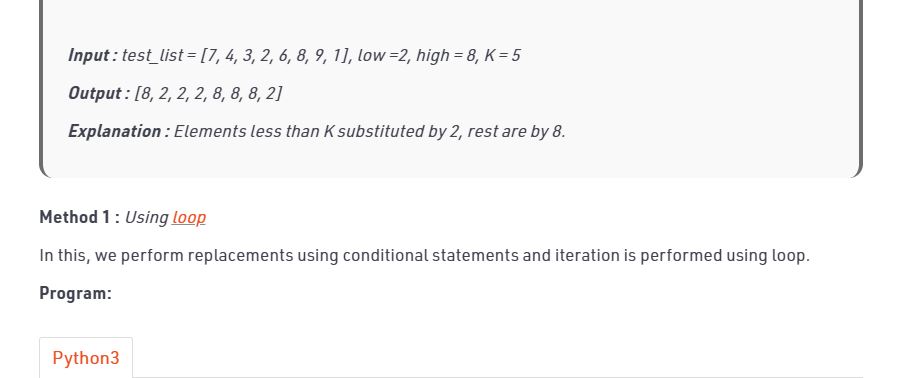 Input : test_list = [7, 4, 3, 2, 6, 8, 9, 1], low =2, high = 8, K = 5
Output : [8, 2, 2, 2, 8, 8, 8, 2]
Explanation : Elements less than K substituted by 2, rest are by 8.
Method 1 : Using loop
In this, we perform replacements using conditional statements and iteration is performed using loop.
Program:
Python3